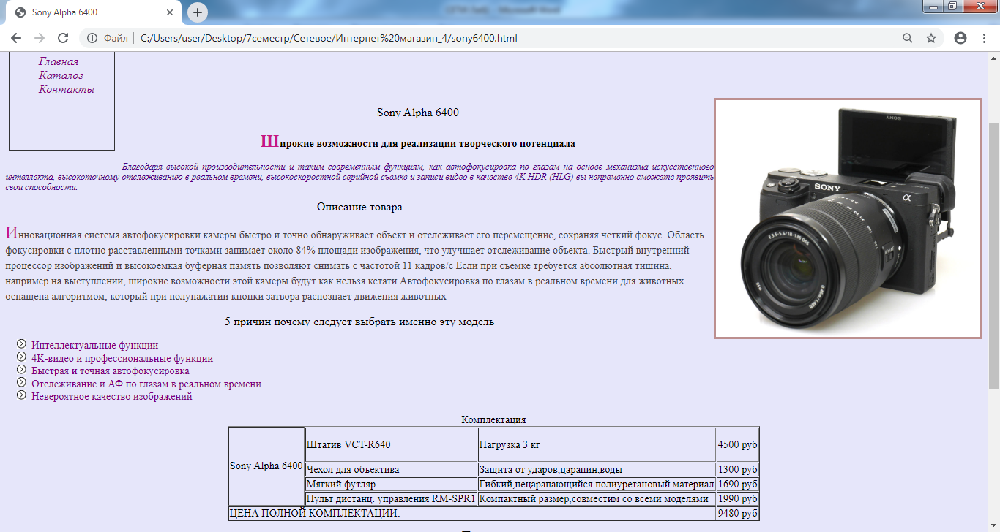 Sony Alpha 6400
Файл C:/Users/user/Desktop/7семестр/Сетевое/Интернет%20магазин_4/sony6400.html
Главная
Каталог
Контакты
Sony Alpha 6400
Широкие возможности для реализации творческого потенциала
Благодаря высокой производительности и таким современным функциям, как автофокусировка по глазам на основе механизма искусственного
интеллекта, высокоточному отслеживанию в реальном времени, высокоскоростной серийной съемке и записи видео в качестве 4K HDR (HLG) вы непременно сможете проявить
свои способности.
SONY
SONY
α
E 3.5-5.6/18-135 OSS
Описание товара
Инновационная система автофокусировки камеры быстро и точно обнаруживает объект и отслеживает его перемещение, сохраняя четкий фокус. Область
фокусировки с плотно расставленными точками занимает около 84% площади изображения, что улучшает отслеживание объекта. Быстрый внутренний
процессор изображений и высокоемкая буферная память позволяют снимать с частотой 11 кадров/с Если при съемке требуется абсолютная тишина,
например на выступлении, широкие возможности этой камеры будут как нельзя кстати Автофокусировка по глазам в реальном времени для животных
оснащена алгоритмом, который при полунажатии кнопки затвора распознает движения животных
5 причин почему следует выбрать именно эту модель
Интеллектуальные функции
4K-видео и профессиональные функции
Быстрая и точная автофокусировка
Отслеживание и АФ по глазам в реальном времени
Невероятное качество изображений
Комплектация
Sony Alpha 6400
Штатив VCT-R640 Нагрузка 3 кг 4500 руб
Чехол для объектива Защита от ударов,царапин,воды 1300 руб
Мягкий футляр Гибкий,нецарапающийся полиуретановый материал 1690 руб
Пульт дистанц. управления RM-SPR1 Компактный размер,совместим со всеми моделями 1990 руб
ЦЕНА ПОЛНОЙ КОМПЛЕКТАЦИИ: 9480 руб